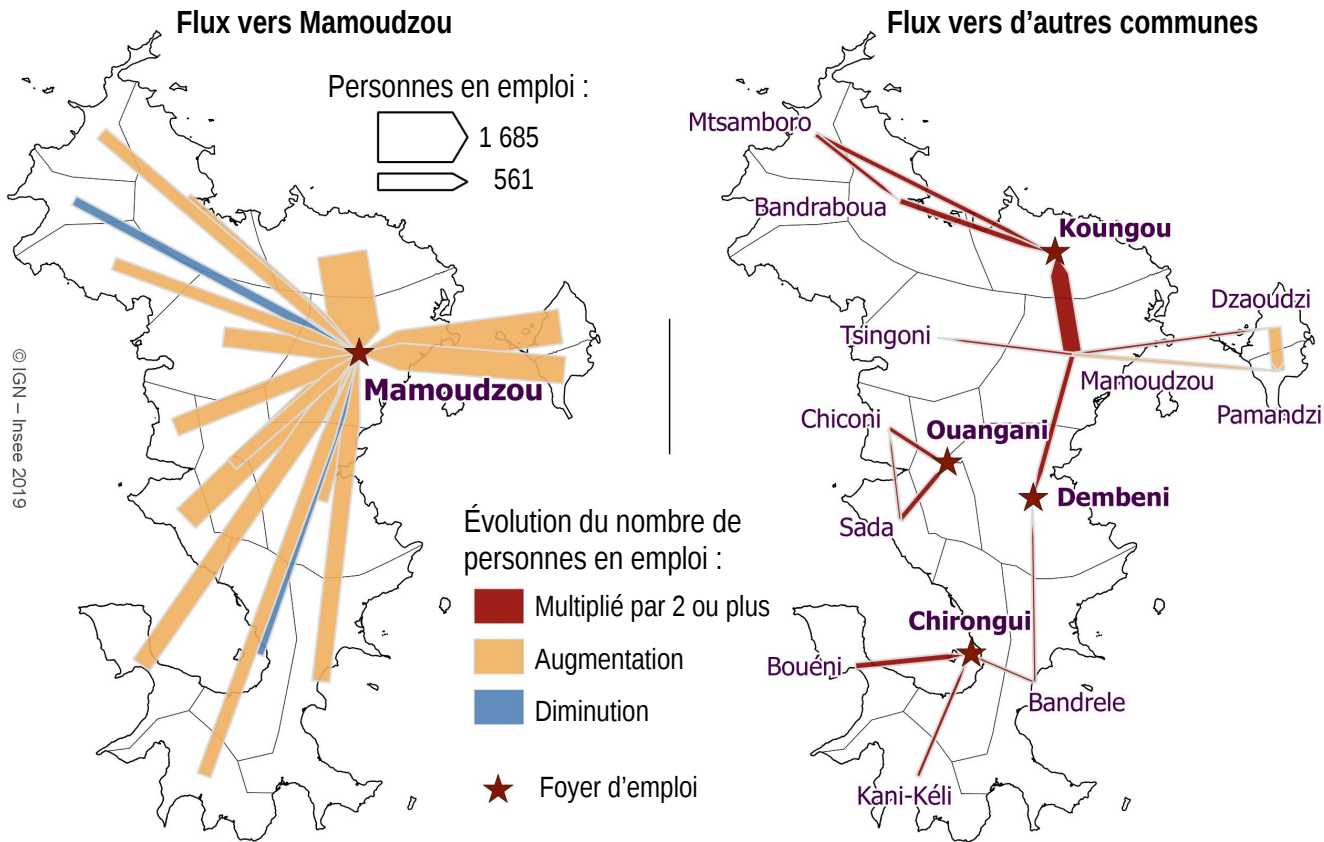 Flux vers Mamoudzou
Flux vers d’autres communes
Personnes en emploi :
1 685
561
Mamoudzou
© IGN – Insee 2019
Évolution du nombre de
personnes en emploi :
Multiplié par 2 ou plus
Augmentation
Diminution
Foyer d’emploi
Mtsamboro
Bandraboua
Koungou
Dzaoudzi
Tsingoni
Mamoudzou
Pamandzi
Chiconi
Ouangani
Dembeni
Sada
Chirongui
Bouéni
Bandrele
Kani-Kéli